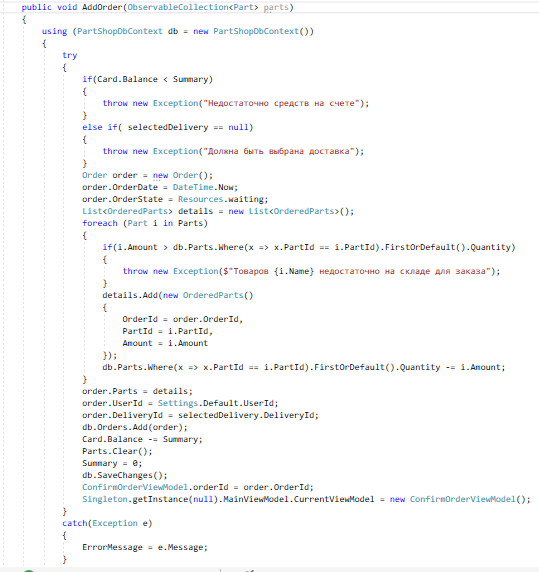 public void AddOrder(ObservableCollection<Part> parts)
{
using (PartShopDbContext db = new PartShopDbContext())
{
try
{
if(Card.Balance < Summary)
{
throw new Exception("Недостаточно средств на счете");
}
else if( selectedDelivery == null)
{
throw new Exception("Должна быть выбрана доставка");
}
Order order = new Order();
order.OrderDate = DateTime.Now;
order.OrderState = Resources.waiting;
List<OrderedParts> details = new List<OrderedParts>();
foreach (Part i in Parts)
{
if(i.Amount > db.Parts.Where(x => x.PartId == i.PartId).FirstOrDefault().Quantity)
{
throw new Exception($"Товаров {i.Name} недостаточно на складе для заказа");
}
details.Add(new OrderedParts()
{
OrderId = order.OrderId,
PartId = i.PartId,
Amount = i.Amount
});
db.Parts.Where(x => x.PartId == i.PartId).FirstOrDefault().Quantity -= i.Amount;
}
order.Parts = details;
order.UserId = Settings.Default.UserId;
order.DeliveryId = selectedDelivery.DeliveryId;
db.Orders.Add(order);
Card.Balance -= Summary;
Parts.Clear();
Summary = 0;
db.SaveChanges();
ConfirmOrderViewModel.orderId = order.OrderId;
Singleton.getInstance(null).MainViewModel.CurrentViewModel = new ConfirmOrderViewModel();
}
catch(Exception e)
{
ErrorMessage = e.Message;
}